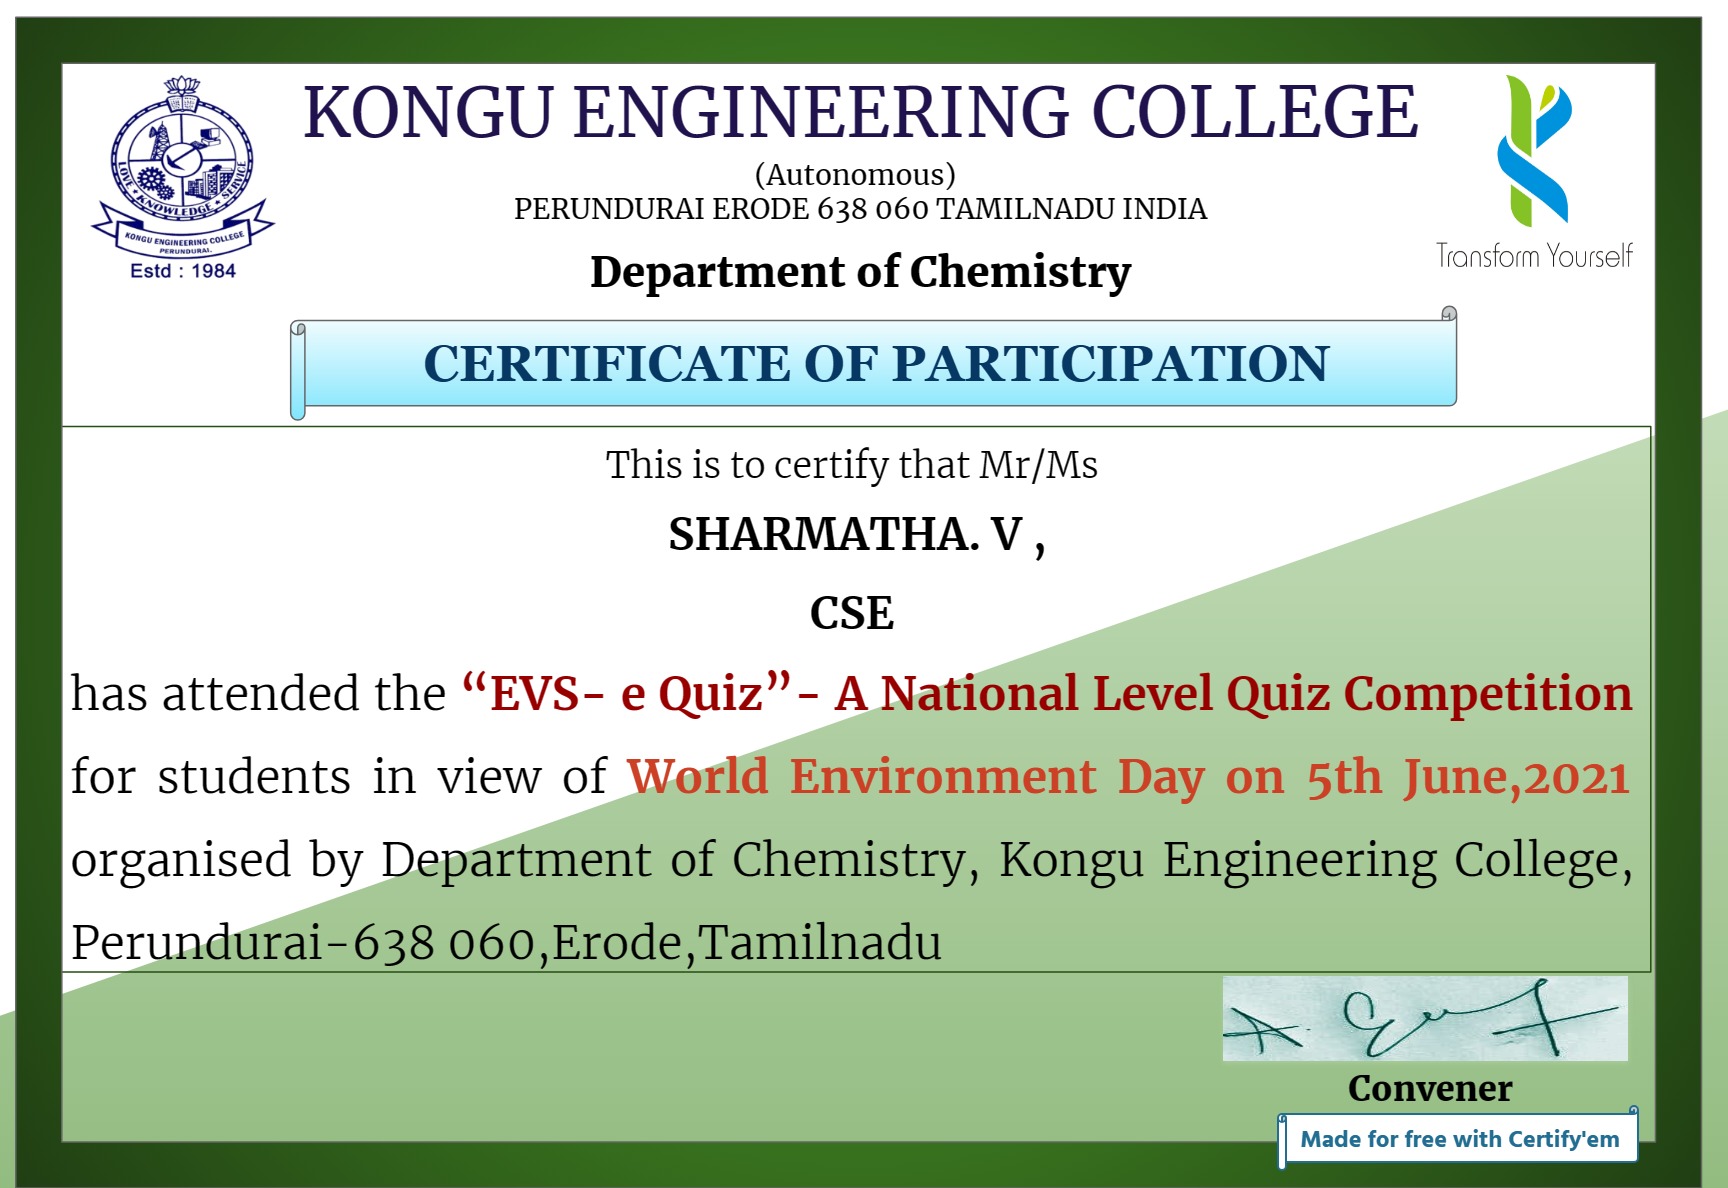 KONGU ENGINEERING COLLEGE
(Autonomous)
PERUNDURAI ERODE 638 060 TAMILNADU INDIA
Department of Chemistry
LOVE ★ KNOWLEDGE ★ SERVICE
KONGU ENGINEERING COLLEGE
PERUNDURAI.
Estd : 1984
Transform Yourself
CERTIFICATE OF PARTICIPATION
This is to certify that Mr/Ms
SHARMATHA. V ,
CSE
has attended the “EVS- e Quiz”- A National Level Quiz Competition
for students in view of World Environment Day on 5th June,2021
organised by Department of Chemistry, Kongu Engineering College,
Perundurai-638 060,Erode,Tamilnadu
Convener
Made for free with Certify'em